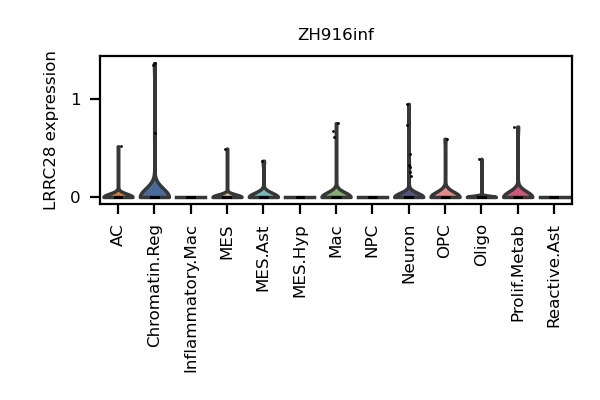 ZH916inf
LRRC28 expression
1
0
AC
Chromatin.Reg
Inflammatory.Mac
MES
MES.Ast
MES.Hyp
Mac
NPC
Neuron
OPC
Oligo
Prolif.Metab
Reactive.Ast